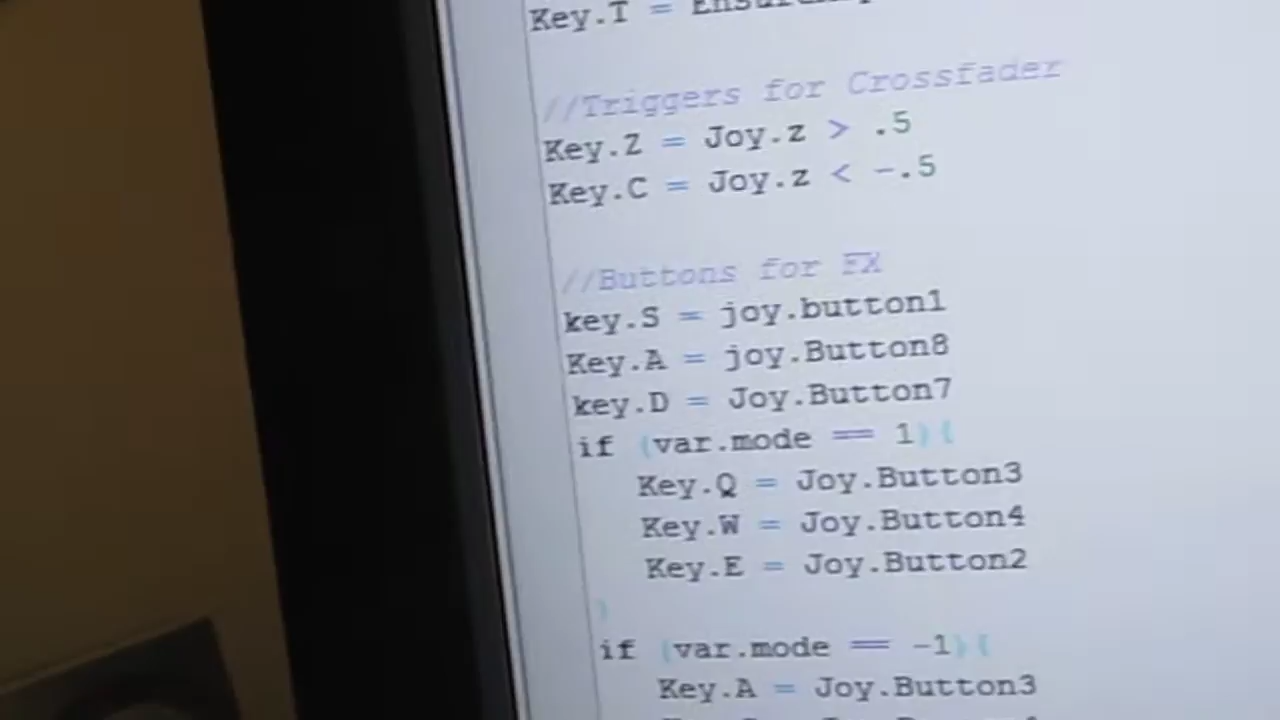 Key.T =
//Triggers for Crossfader
Key.Z = Joy.z > .5
Key.C = Joy.z < -.5
//Buttons for FX
key.S = joy.button1
Key.A = joy.Button8
key.D = Joy.Button7
if (var.mode == 1){
Key.Q = Joy.Button3
Key.W = Joy.Button4
Key.E = Joy.Button2
}
if (var.mode == -1){
Key.A = Joy.Button3